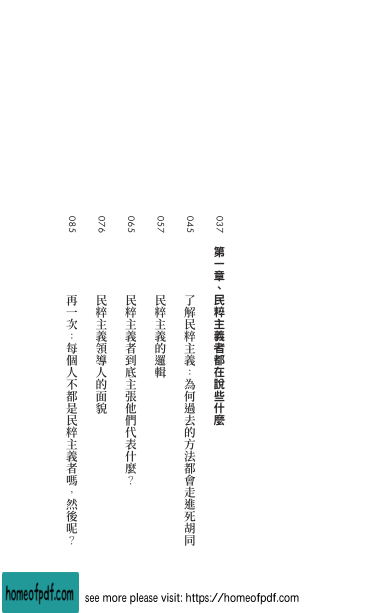 037 第一章、民粹主義者都在說些什麼
045 了解民粹主義：為何過去的方法都會走進死胡同
057 民粹主義的邏輯
065 民粹主義者到底主張他們代表什麼？
076 民粹主義領導人的面貌
085 再一次：每個人不都是民粹主義者嗎，然後呢？
homeofpdf.com
see more please visit: https://homeofpdf.com